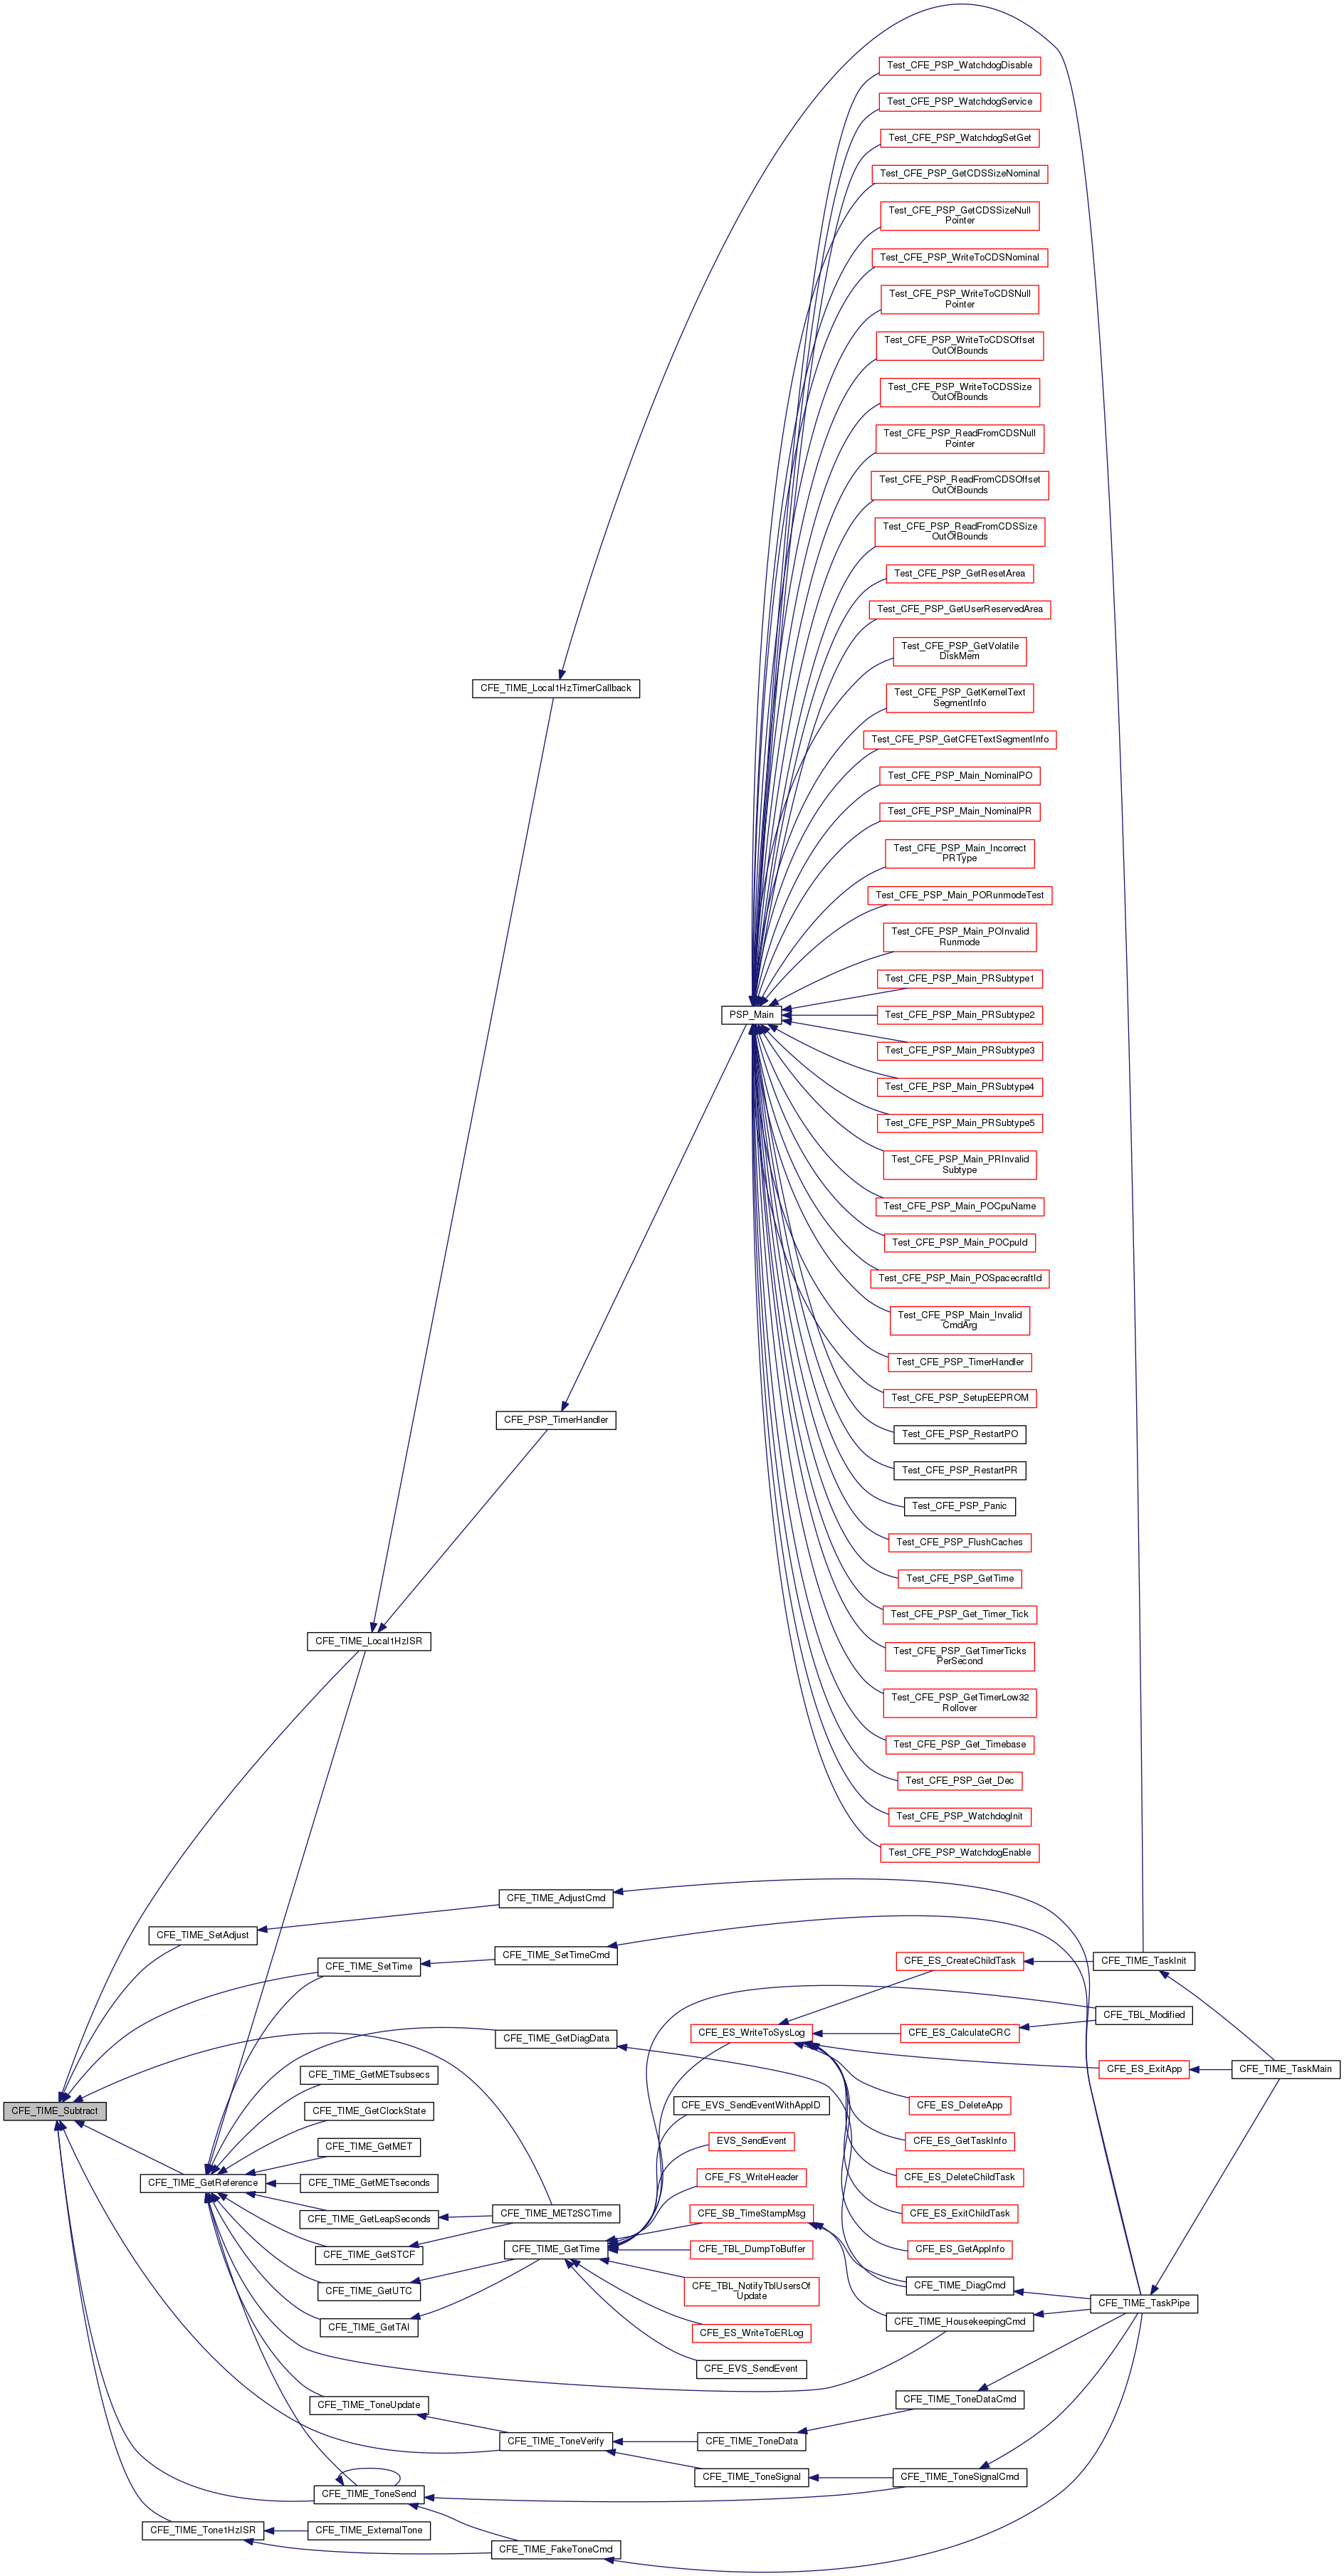 Test_CFE_PSP_WatchdogDisable
Test_CFE_PSP_WatchdogService
Test_CFE_PSP_WatchdogSetGet
Test_CFE_PSP_GetCDSSizeNominal
Test_CFE_PSP_GetCDSSizeNull
Pointer
Test_CFE_PSP_WriteToCDSNominal
Test_CFE_PSP_WriteToCDSNull
Pointer
Test_CFE_PSP_WriteToCDSOffset
OutOfBounds
Test_CFE_PSP_WriteToCDSSize
OutOfBounds
Test_CFE_PSP_ReadFromCDSNull
Pointer
Test_CFE_PSP_ReadFromCDSOffset
OutOfBounds
Test_CFE_PSP_ReadFromCDSSize
OutOfBounds
Test_CFE_PSP_GetResetArea
Test_CFE_PSP_GetUserReservedArea
Test_CFE_PSP_GetVolatile
DiskMem
CFE_TIME_Local1HzTimerCallback
Test_CFE_PSP_GetKernelText
SegmentInfo
Test_CFE_PSP_GetCFETextSegmentInfo
Test_CFE_PSP_Main_NominalPO
Test_CFE_PSP_Main_NominalPR
Test_CFE_PSP_Main_Incorrect
PRType
Test_CFE_PSP_Main_PORunmodeTest
Test_CFE_PSP_Main_POInvalid
Runmode
Test_CFE_PSP_Main_PRSubtype1
PSP_Main
Test_CFE_PSP_Main_PRSubtype2
Test_CFE_PSP_Main_PRSubtype3
Test_CFE_PSP_Main_PRSubtype4
Test_CFE_PSP_Main_PRSubtype5
Test_CFE_PSP_Main_PRInvalid
Subtype
Test_CFE_PSP_Main_POCpuName
Test_CFE_PSP_Main_POCpuId
Test_CFE_PSP_Main_POSpacecraftId
Test_CFE_PSP_Main_Invalid
CmdArg
Test_CFE_PSP_TimerHandler
Test_CFE_PSP_SetupEEPROM
CFE_PSP_TimerHandler
Test_CFE_PSP_RestartPO
Test_CFE_PSP_RestartPR
Test_CFE_PSP_Panic
Test_CFE_PSP_FlushCaches
Test_CFE_PSP_GetTime
Test_CFE_PSP_Get_Timer_Tick
CFE_TIME_Local1HzISR
Test_CFE_PSP_GetTimerTicks
PerSecond
Test_CFE_PSP_GetTimerLow32
Rollover
Test_CFE_PSP_Get_Timebase
Test_CFE_PSP_Get_Dec
Test_CFE_PSP_WatchdogInit
Test_CFE_PSP_WatchdogEnable
CFE_TIME_AdjustCmd
CFE_TIME_SetAdjust
CFE_TIME_SetTimeCmd
CFE_TIME_SetTime
CFE_ES_CreateChildTask
CFE_TIME_TaskInit
CFE_TBL_Modified
CFE_TIME_GetDiagData
CFE_ES_WriteToSysLog
CFE_ES_CalculateCRC
CFE_ES_ExitApp
CFE_TIME_TaskMain
CFE_TIME_GetMETsubsecs
CFE_ES_DeleteApp
CFE_EVS_SendEventWithAppID
CFE_TIME_Subtract
CFE_TIME_GetClockState
CFE_ES_GetTaskInfo
EVS_SendEvent
CFE_TIME_GetMET
CFE_ES_DeleteChildTask
CFE_FS_WriteHeader
CFE_TIME_GetReference
CFE_TIME_GetMETseconds
CFE_ES_ExitChildTask
CFE_SB_TimeStampMsg
CFE_TIME_MET2SCTime
CFE_TIME_GetLeapSeconds
CFE_ES_GetAppInfo
CFE_TBL_DumpToBuffer
CFE_TIME_GetTime
CFE_TIME_GetSTCF
CFE_TIME_DiagCmd
CFE_TIME_GetUTC
CFE_TBL_NotifyTblUsersOf
Update
CFE_TIME_TaskPipe
CFE_TIME_HousekeepingCmd
CFE_TIME_GetTAI
CFE_ES_WriteToERLog
CFE_EVS_SendEvent
CFE_TIME_ToneDataCmd
CFE_TIME_ToneUpdate
CFE_TIME_ToneVerify
CFE_TIME_ToneData
CFE_TIME_ToneSignal
CFE_TIME_ToneSignalCmd
CFE_TIME_ToneSend
CFE_TIME_Tone1HzISR
CFE_TIME_ExternalTone
CFE_TIME_FakeToneCmd